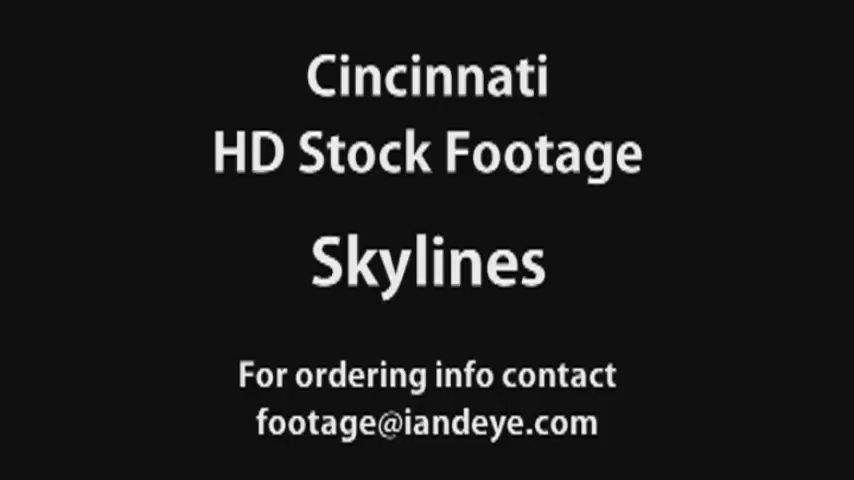 Cincinnati
HD Stock Footage
Skylines
For ordering info contact
footage@iandeye.com